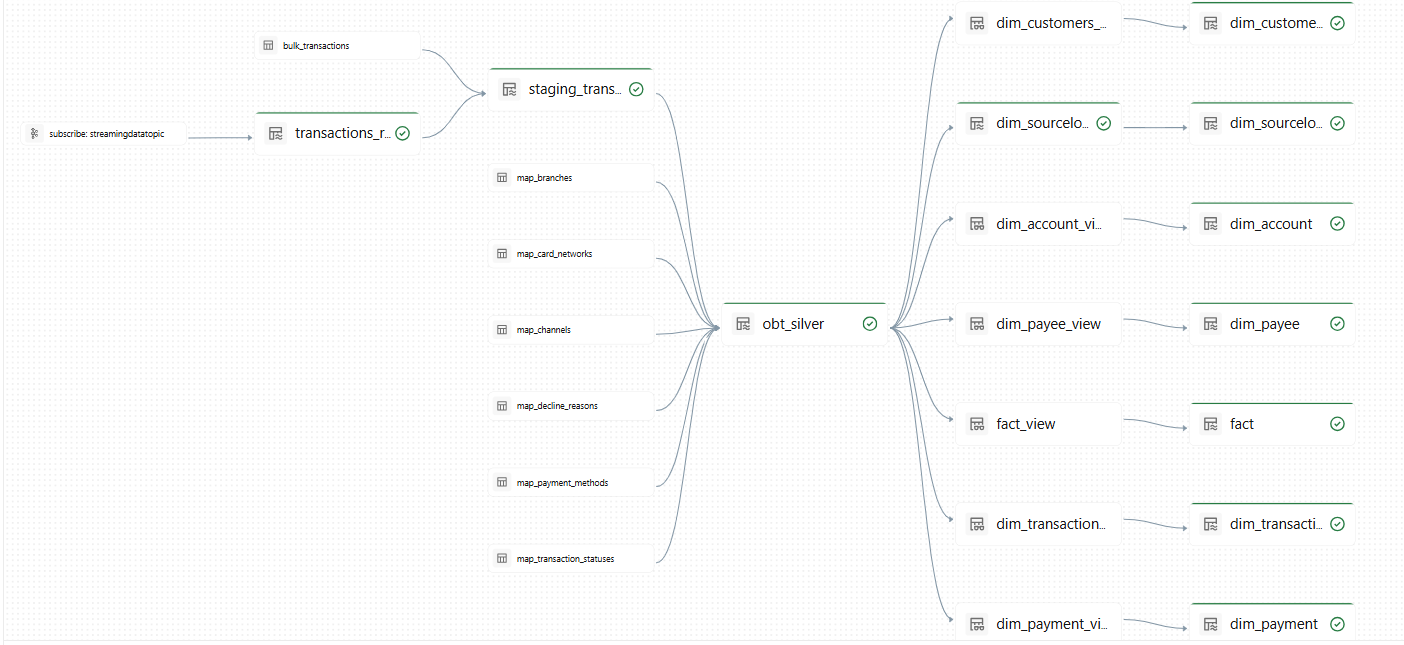 subscribe: streamingdatatopic
bulk_transactions
transactions_r...
staging_trans...
map_branches
map_card_networks
map_channels
map_decline_reasons
map_payment_methods
map_transaction_statuses
obt_silver
dim_customers_...
dim_sourcelo...
dim_account_vi...
dim_payee_view
fact_view
dim_transaction...
dim_payment_vi...
dim_custome...
dim_sourcelo...
dim_account
dim_payee
fact
dim_transacti...
dim_payment